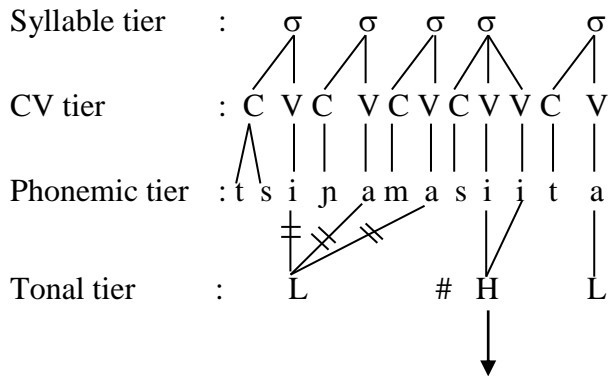 Syllable tier : σ σ σ σ σ
CV tier : C V C V C V C V V C V
Phonemic tier : t s i ɲ a m a s i i t a
Tonal tier : L # H L